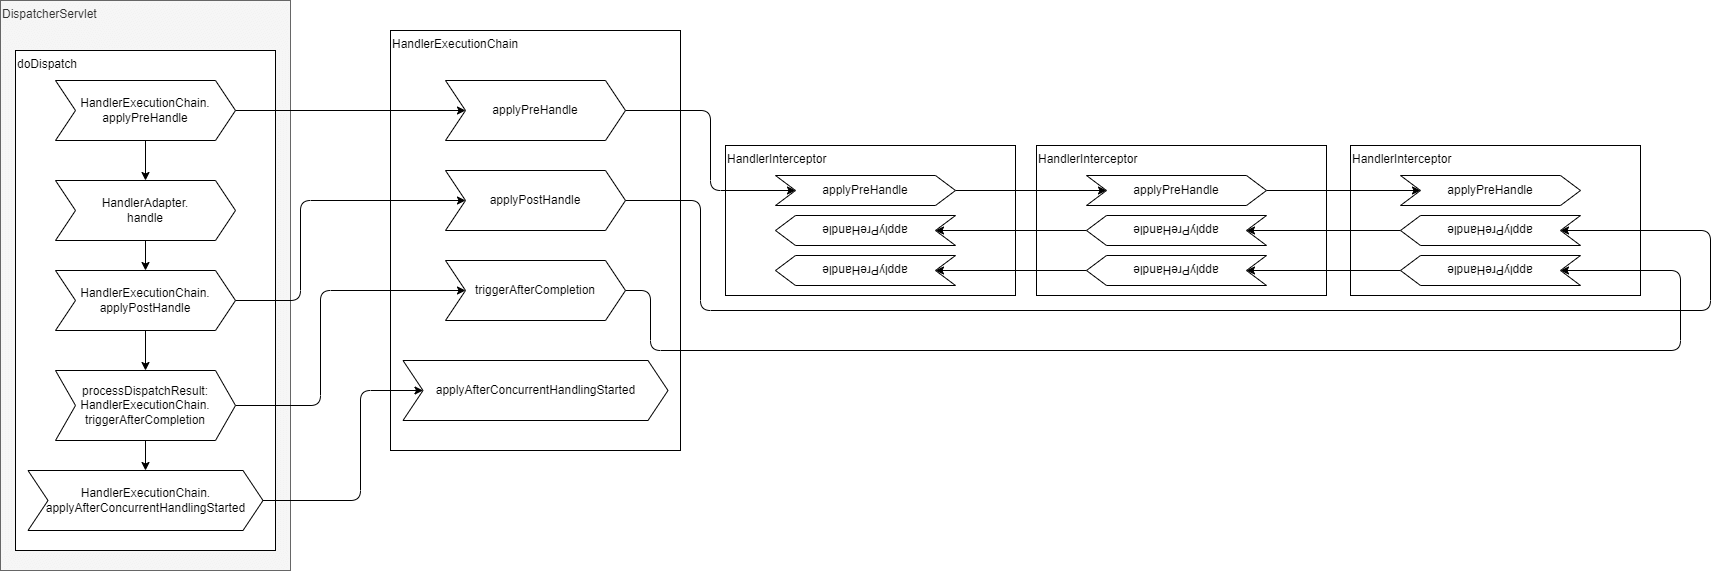 DispatcherServlet
doDispatch
HandlerExecutionChain.
applyPreHandle
HandlerAdapter.
handle
HandlerExecutionChain.
applyPostHandle
processDispatchResult:
HandlerExecutionChain.
triggerAfterCompletion
HandlerExecutionChain.
applyAfterConcurrentHandlingStarted
HandlerExecutionChain
applyPreHandle
applyPostHandle
triggerAfterCompletion
applyAfterConcurrentHandlingStarted
HandlerInterceptor
applyPreHandle
applyPreHandle
applyPreHandle
HandlerInterceptor
applyPreHandle
applyPreHandle
applyPreHandle
HandlerInterceptor
applyPreHandle
applyPreHandle
applyPreHandle